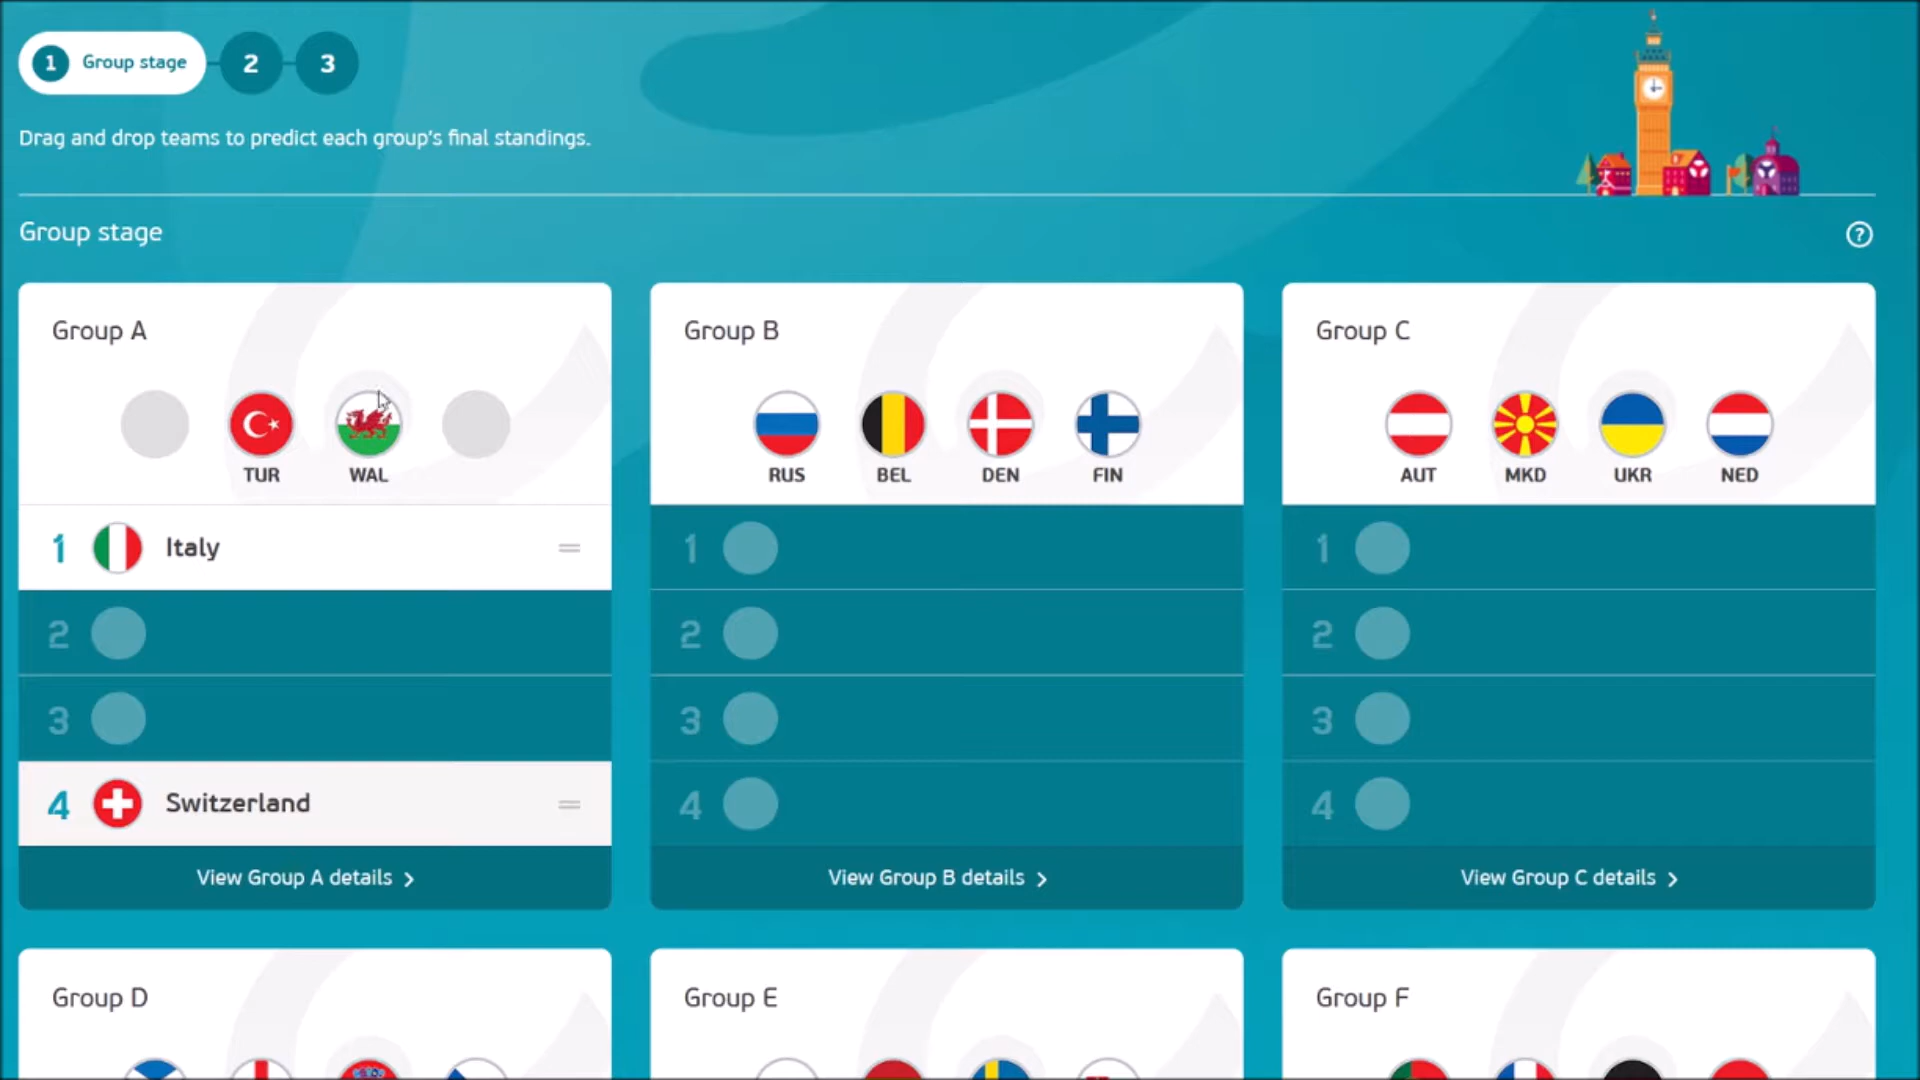 1 Group stage 2 3
Drag and drop teams to predict each group's final standings.
Group stage
?
Group A
TUR WAL
1 Italy
2
3
4 Switzerland
View Group A details >
Group B
RUS BEL DEN FIN
1
2
3
4
View Group B details >
Group C
AUT MKD UKR NED
1
2
3
4
View Group C details >
Group D
Group E
Group F